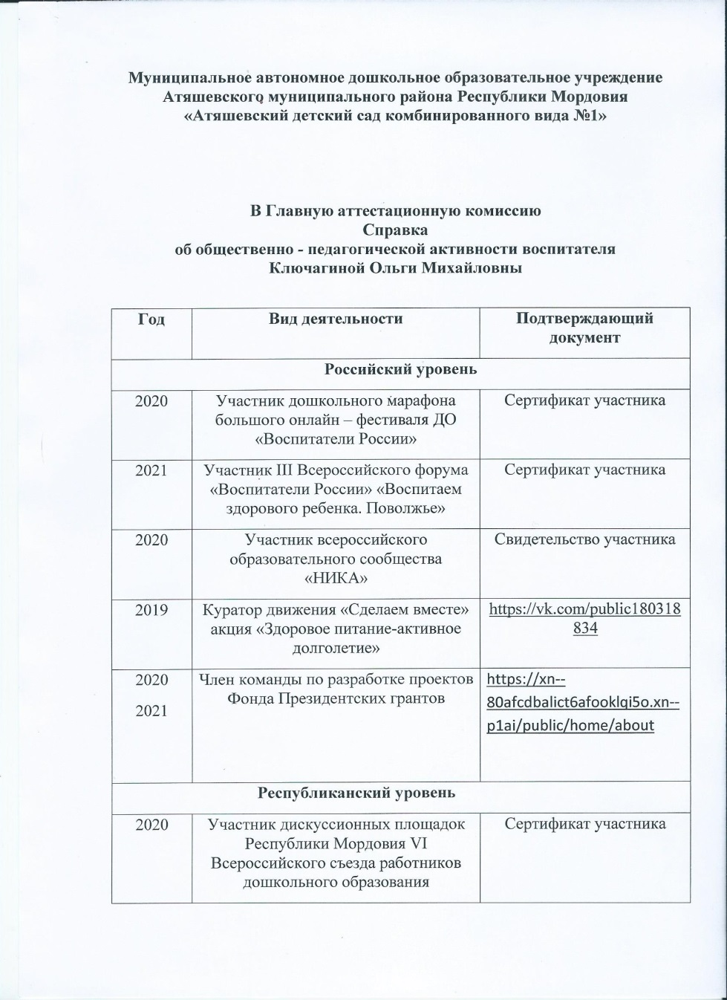 Муниципальное автономное дошкольное образовательное учреждение
Атяшевского муниципального района Республики Мордовия
«Атяшевский детский сад комбинированного вида №1»
В Главную аттестационную комиссию
Справка
об общественно - педагогической активности воспитателя
Ключагиной Ольги Михайловны
Год Вид деятельности Подтверждающий
документ
Российский уровень
2020 Участник дошкольного марафона Сертификат участника
большого онлайн – фестиваля ДО
«Воспитатели России»
2021 Участник III Всероссийского форума Сертификат участника
«Воспитатели России» «Воспитаем
здорового ребенка. Поволжье»
2020 Участник всероссийского Свидетельство участника
образовательного сообщества
«НИКА»
2019 Куратор движения «Сделаем вместе» https://vk.com/public180318
акция «Здоровое питание-активное 834
долголетие»
2020 Член команды по разработке проектов https://xn--
Фонда Президентских грантов 80afcdbalict6afooklqi5o.xn--
2021 p1ai/public/home/about
Республиканский уровень
2020 Участник дискуссионных площадок Сертификат участника
Республики Мордовия VI
Всероссийского съезда работников
дошкольного образования